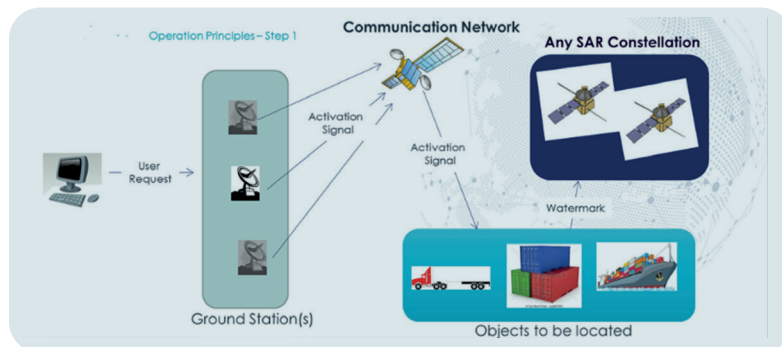 Operation Principles – Step 1
Communication Network
Any SAR Constellation
Activation
Signal
Activation
Signal
User
Request
Watermark
Ground Station(s)
Objects to be located